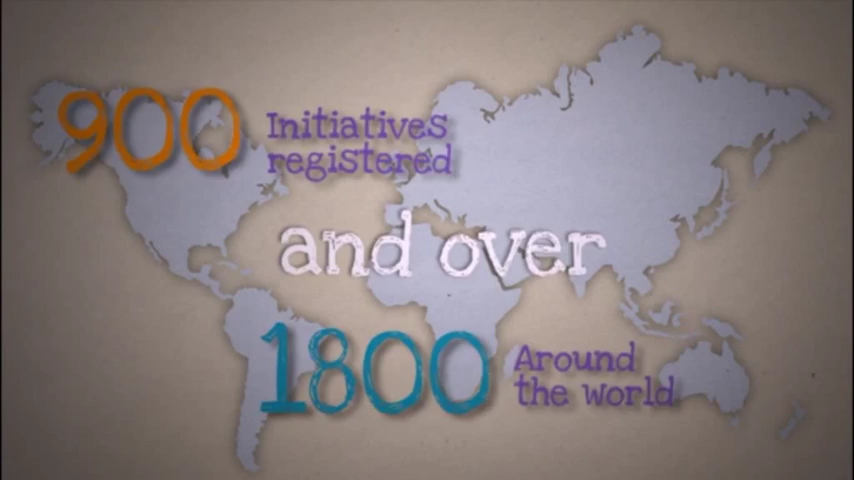 900 Initiatives
registered
and over
1800 Around
the world